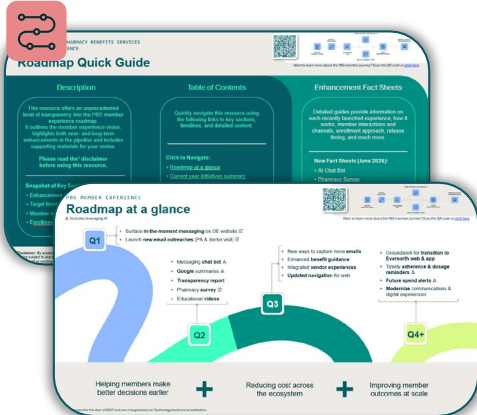 PHARMACY BENEFITS SERVICES
Roadmap Quick Guide
Want to learn more about the PBS member journey? Scan the QR code or click here.
Description
This resource offers an unprecedented
level of transparency into the PBS member
experience roadmap.
It outlines the member experience vision,
highlights both near- and long-term
enhancements in the pipeline and includes
supporting materials for your review.
Please read the* disclaimer
before using this resource.
Snapshot of Key
Enhancement
Target
Member
Table of Contents
Quickly navigate this resource using
the following links to key sections,
timelines, and detailed content.
Click to Navigate:
• Roadmap at a glance
• Current year initiatives summary
Enhancement Fact Sheets
Detailed guides provide information on
each recently launched experience, how it
works, member interactions and
channels, enrollment approach, release
timing, and much more.
New Fact Sheets (June 2026):
• AI Chat Bot
• Pharmacy Survey
PBS MEMBER EXPERIENCE
Roadmap at a glance
Want to learn more about the PBS member journey? Scan the QR code or click here.
Q1
• Surface in-the-moment messaging on OE website ☑
• Launch new email outreaches (PA & doctor visit) ☑
• Messaging chat bot
• Google summaries
• Transparency report
• Pharmacy survey ☑
• Educational videos
Q2
• New ways to capture more emails
• Enhanced benefit guidance
• Integrated vendor experiences
• Updated navigation for web
Q3
• Groundwork for transition to
Evernorth web & app
• Timely adherence & dosage
reminders
• Future spend alerts
• Modernize communications &
digital experiences
Q4+
Helping members make
better decisions earlier
+
Reducing cost across
the ecosystem
+
Improving member
outcomes at scale